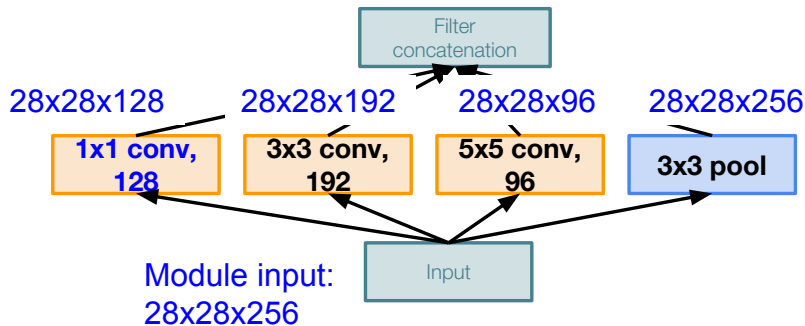 Filter
concatenation
28x28x128
28x28x192
28x28x96
28x28x256
1x1 conv,
128
3x3 conv,
192
5x5 conv,
96
3x3 pool
Input
Module input:
28x28x256